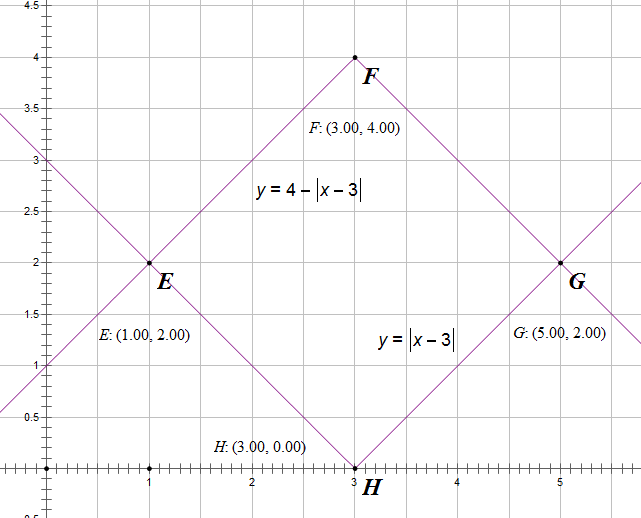 4.5
4
F
3.5
F: (3.00, 4.00)
3
y = 4 – |x – 3|
2.5
2
E
G
1.5
E: (1.00, 2.00)
y = |x – 3|
G: (5.00, 2.00)
1
0.5
H: (3.00, 0.00)
1 2 3 4 5
H